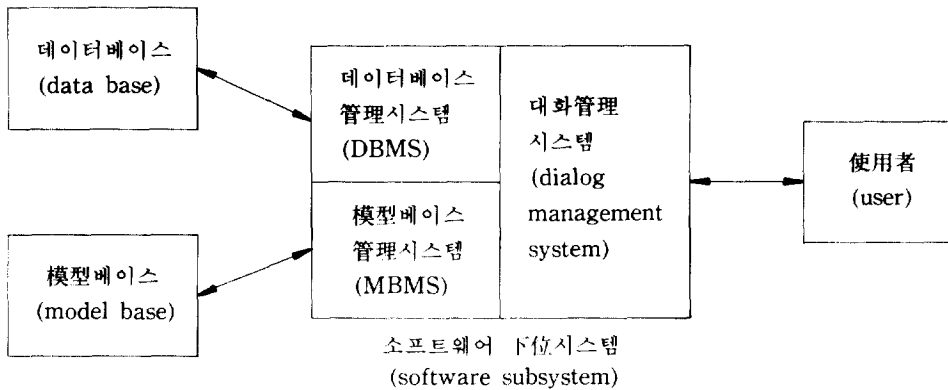 데이터베이스
(data base)
데이터베이스
管理시스템
(DBMS)
대화管理
시스템
(dialog
management
system)
使用者
(user)
模型베이스
(model base)
模型베이스
管理시스템
(MBMS)
소프트웨어 下位시스템
(software subsystem)